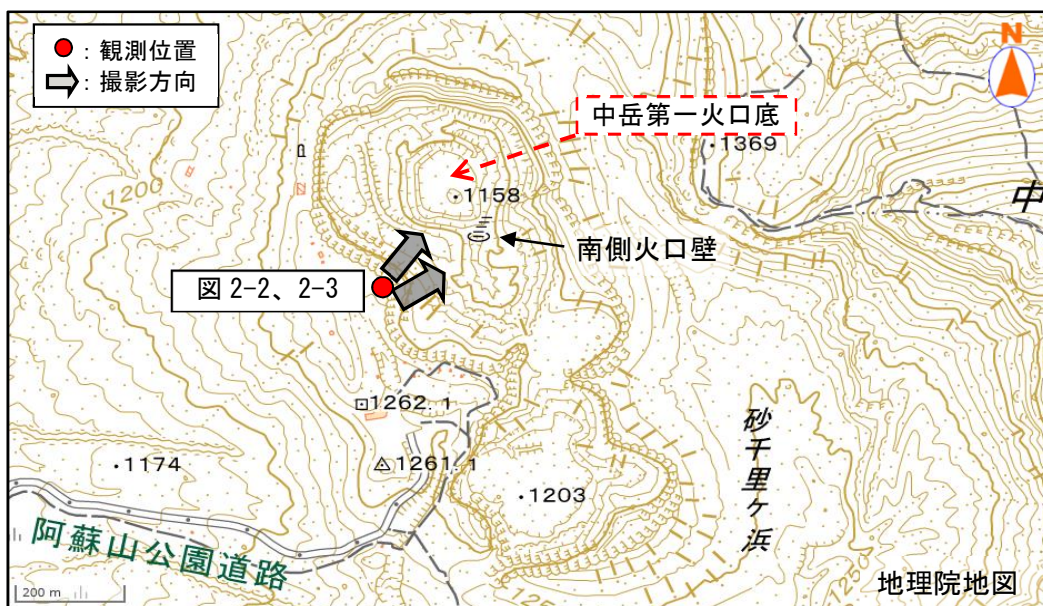 ：観測位置
：撮影方向
N
中岳第一火口底
1369
1200
1158
中
南側火口壁
図 2-2、2-3
1262.1
砂千里ヶ浜
1174
1261.1
1203
阿蘇山公園道路
200 m
地理院地図